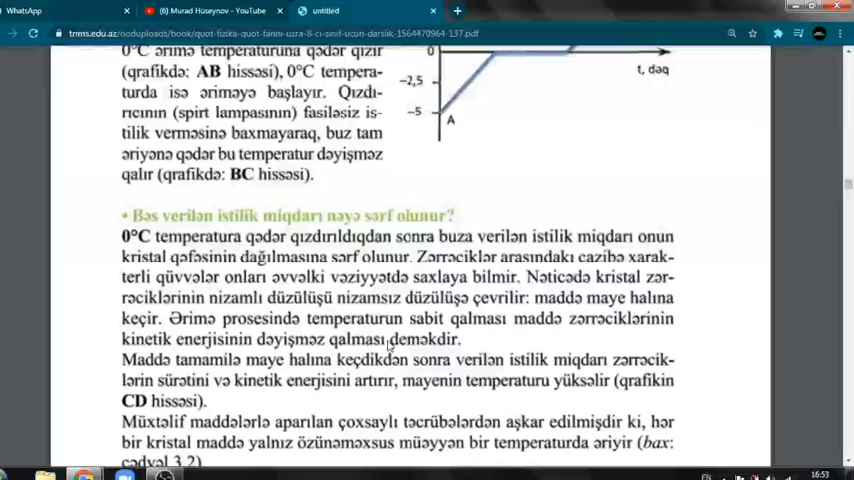 WhatsApp
(6) Murad Hüseynov - YouTube
untitled
trims.edu.az/noduploads/book/quot-fizika-quot-fanni-uzra-8-ci-sinif-ucun-darslik-1564470964-137.pdf
0°C ərimə temperaturuna qədər qızır
(qrafikdə: AB hissəsi), 0°C tempera-
turda isə əriməyə başlayır. Qızdı-
rıcının (spirt lampasının) fasiləsiz is-
tilik verməsinə baxmayaraq, buz tam
əriyənə qədər bu temperatur dəyişməz
qalır (qrafikdə: BC hissəsi).
0
t, dəq
–2,5
–5
A
• Bəs verilən istilik miqdarı nəyə sərf olunur?
0°C temperatura qədər qızdırıldıqdan sonra buza verilən istilik miqdarı onun
kristal qəfəsinin dağılmasına sərf olunur. Zərrəciklər arasındakı cazibə xarak-
terli qüvvələr onları əvvəlki vəziyyətdə saxlaya bilmir. Nəticədə kristal zər-
rəciklərinin nizamlı düzülüşü nizamsız düzülüşə çevrilir: maddə maye halına
keçir. Ərimə prosesində temperaturun sabit qalması maddə zərrəciklərinin
kinetik enerjisinin dəyişməz qalması deməkdir.
Maddə tamamilə maye halına keçdikdən sonra verilən istilik miqdarı zərrəcik-
lərin sürətini və kinetik enerjisini artırır, mayenin temperaturu yüksəlir (qrafikin
CD hissəsi).
Müxtəlif maddələrlə aparılan çoxsaylı təcrübələrdən aşkar edilmişdir ki, hər
bir kristal maddə yalnız özünəməxsus müəyyən bir temperaturda əriyir (bax:
cədvəl 3.2)
EN
16:53